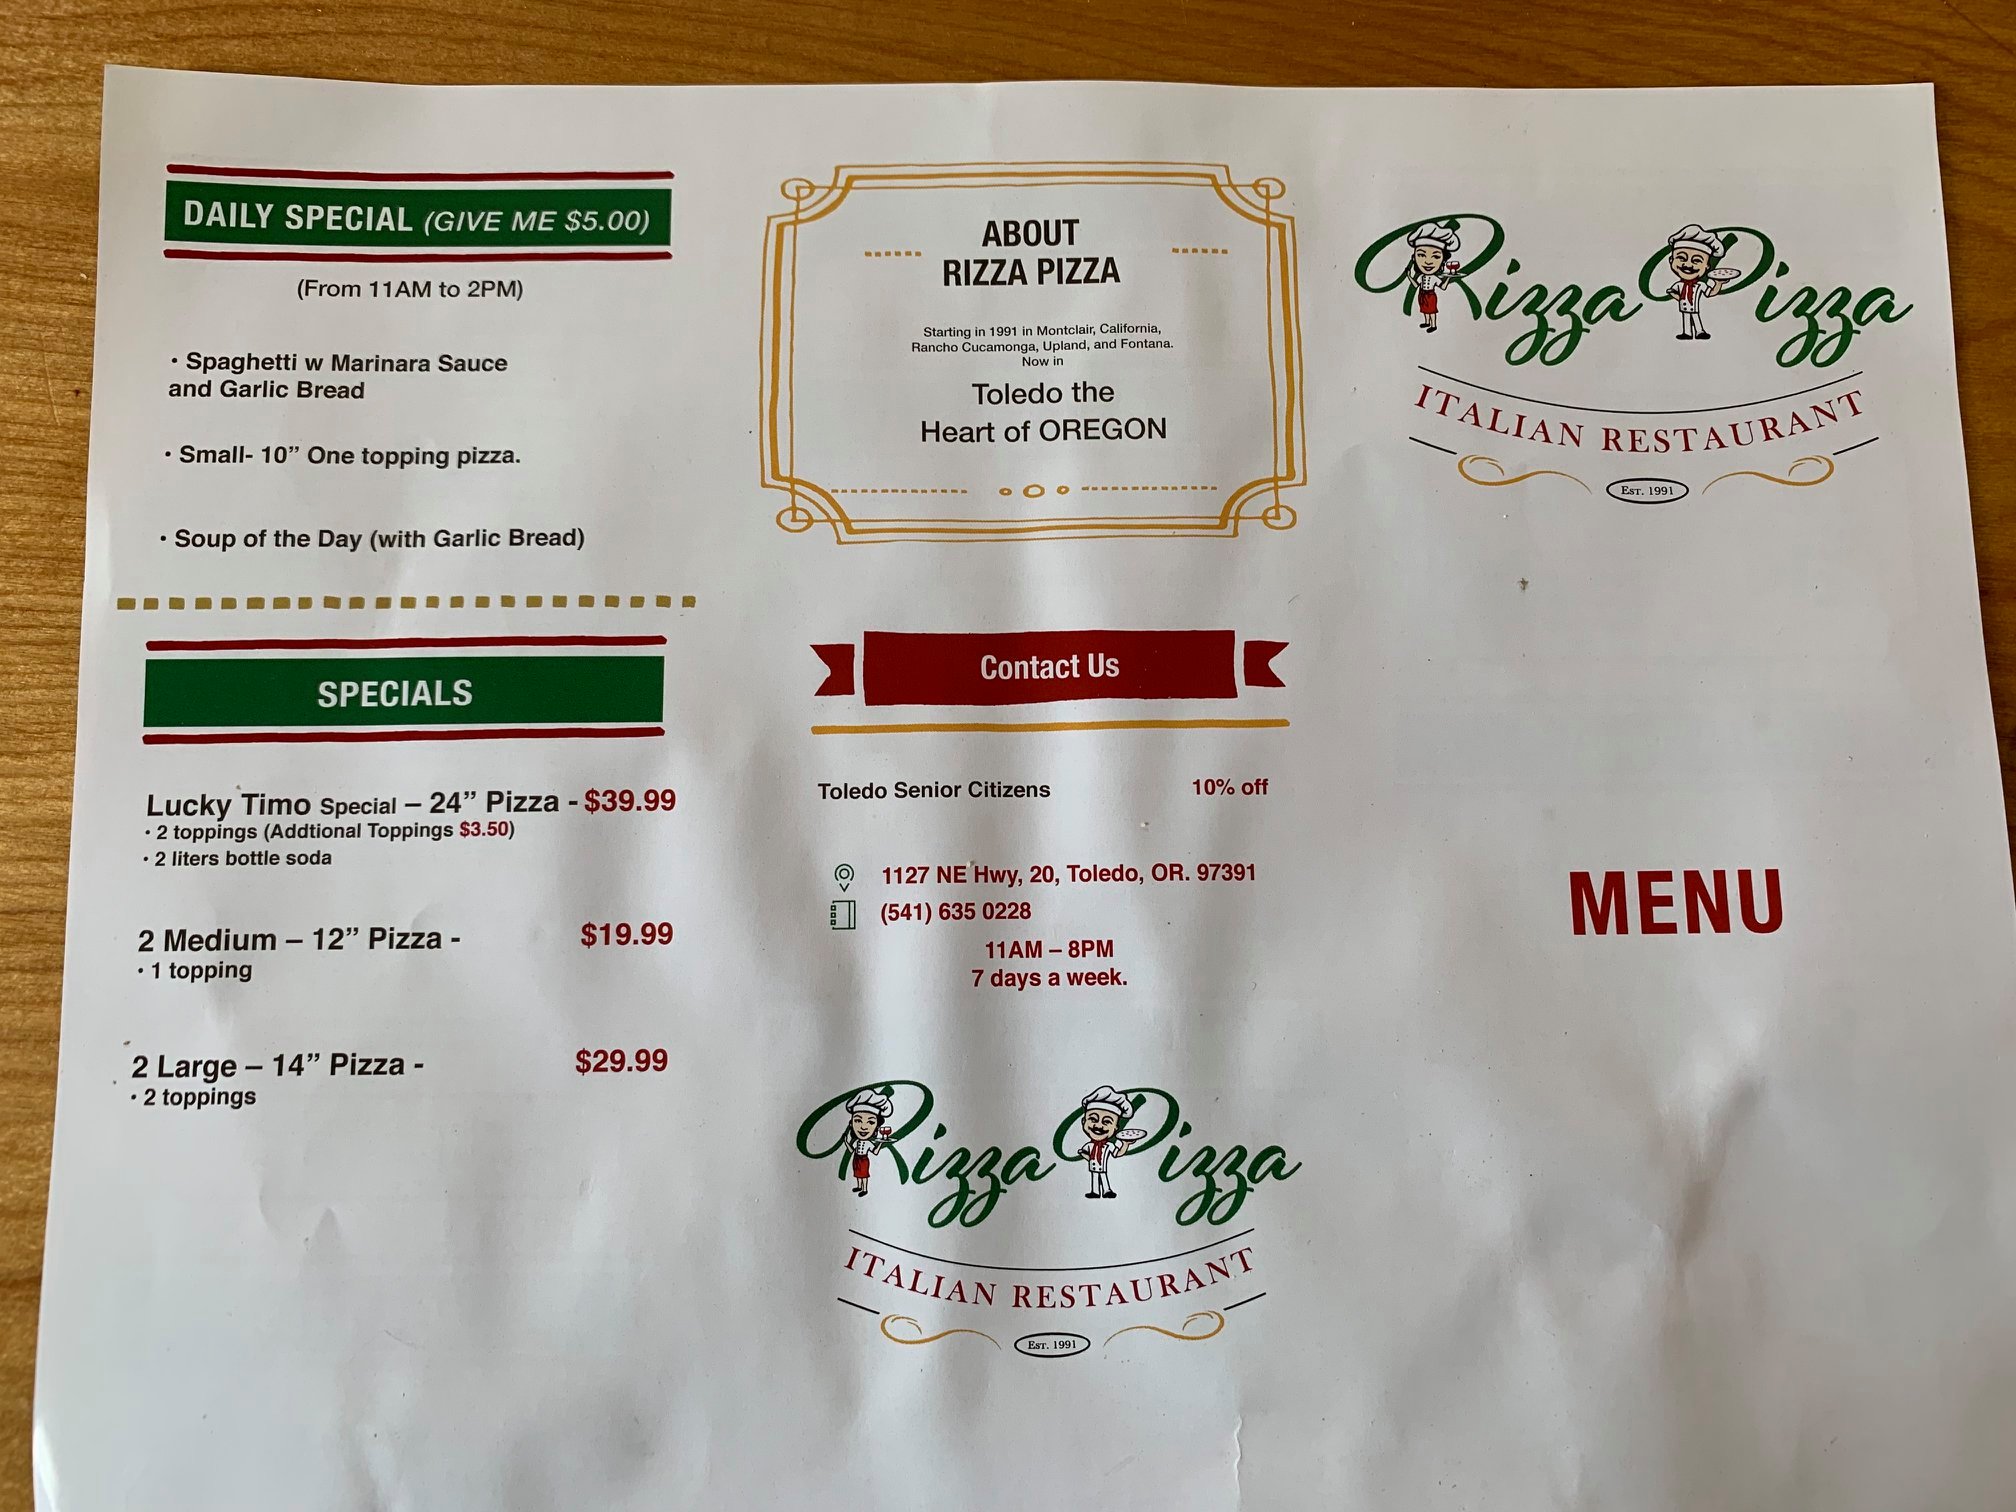 DAILY SPECIAL (GIVE ME $5.00)
(From 11AM to 2PM)
· Spaghetti w Marinara Sauce
and Garlic Bread
· Small- 10” One topping pizza.
· Soup of the Day (with Garlic Bread)
SPECIALS
Lucky Timo Special – 24” Pizza - $39.99
· 2 toppings (Addtional Toppings $3.50)
· 2 liters bottle soda
2 Medium – 12” Pizza - $19.99
· 1 topping
2 Large – 14” Pizza - $29.99
· 2 toppings
ABOUT
RIZZA PIZZA
Starting in 1991 in Montclair, California,
Rancho Cucamonga, Upland, and Fontana.
Now in
Toledo the
Heart of OREGON
Contact Us
Toledo Senior Citizens 10% off
1127 NE Hwy, 20, Toledo, OR. 97391
(541) 635 0228
11AM – 8PM
7 days a week.
Rizza Pizza
ITALIAN RESTAURANT
EST. 1991
Rizza Pizza
ITALIAN RESTAURANT
EST. 1991
MENU